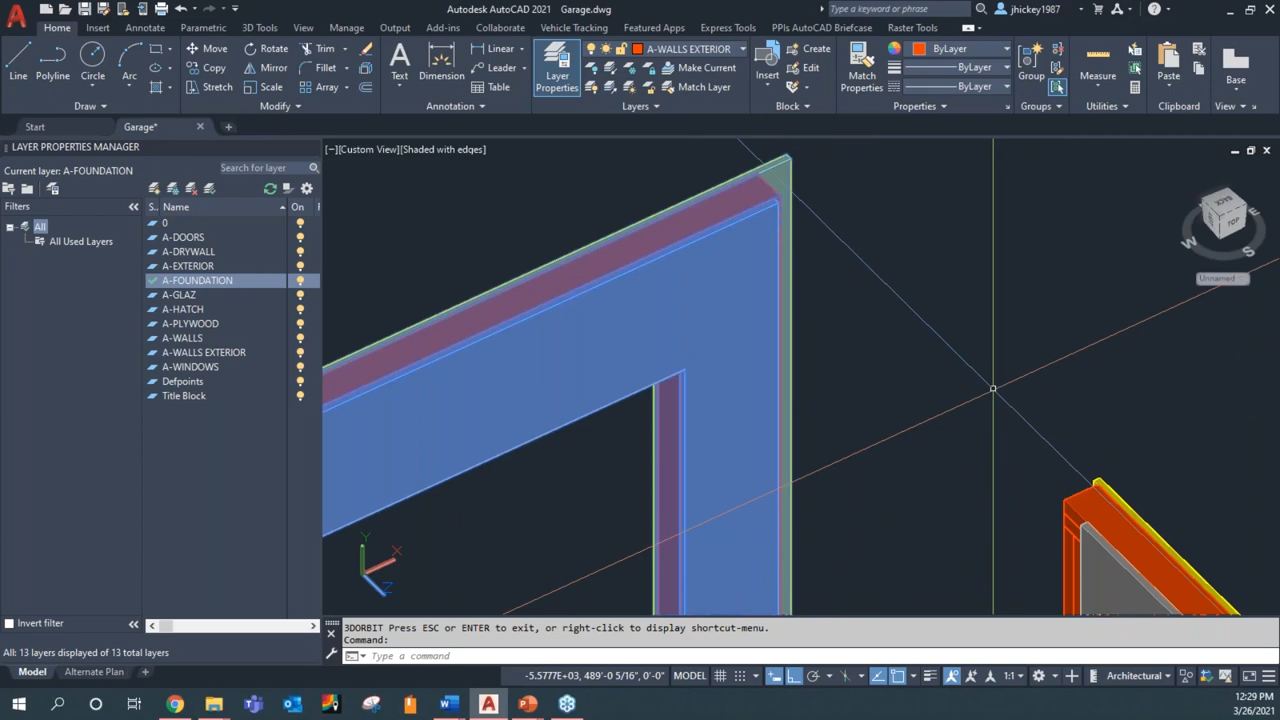 Autodesk AutoCAD 2021 Garage.dwg
Type a keyword or phrase
jhickey1987
Home Insert Annotate Parametric 3D Tools View Manage Output Add-ins Collaborate Vehicle Tracking Featured Apps Express Tools PPIs AutoCAD Briefcase Raster Tools
Move Rotate Trim Linear A-WALLS EXTERIOR Create ByLayer
Line Polyline Circle Arc Copy Mirror Fillet Text Dimension Leader Layer Properties Make Current Insert Edit Match Properties ByLayer Group Measure Paste Base
Stretch Scale Array Table Match Layer ByLayer
Draw Modify Annotation Layers Block Properties Groups Utilities Clipboard View
Start Garage*
LAYER PROPERTIES MANAGER
[−][Custom View][Shaded with edges]
Current layer: A-FOUNDATION
Search for layer
Filters
S.. Name On F
All
All Used Layers
0
A-DOORS
A-DRYWALL
A-EXTERIOR
A-FOUNDATION
A-GLAZ
A-HATCH
A-PLYWOOD
A-WALLS
A-WALLS EXTERIOR
A-WINDOWS
Defpoints
Title Block
BACK
TOP
E
W
S
Unnamed
Y
X
Z
Invert filter
3DORBIT Press ESC or ENTER to exit, or right-click to display shortcut-menu.
Command:
Type a command
All: 13 layers displayed of 13 total layers
Model Alternate Plan
-5.5777E+03, 489'-0 5/16", 0'-0" MODEL 1:1 Architectural
12:29 PM
3/26/2021